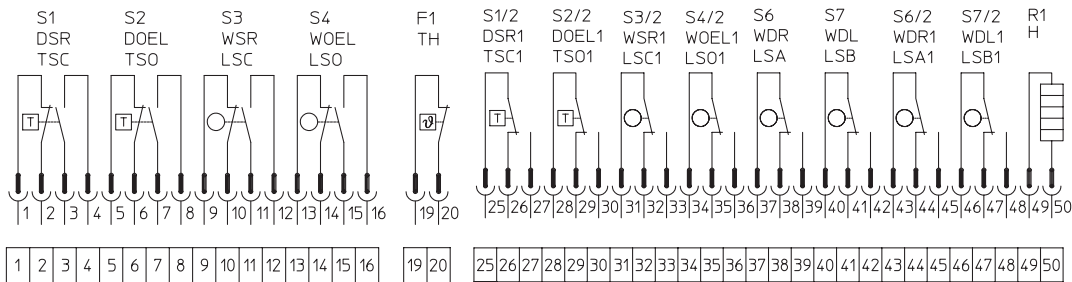 S1 S2 S3 S4 F1 S1/2 S2/2 S3/2 S4/2 S6 S7 S6/2 S7/2 R1
DSR DOEL WSR WOEL TH DSR1 DOEL1 WSR1 WOEL1 WDR WDL WDR1 WDL1 H
TSC TSO LSC LSO TSC1 TSO1 LSC1 LSO1 LSA LSB LSA1 LSB1
T T ϑ T T
1 2 3 4 5 6 7 8 9 10 11 12 13 14 15 16 19 20 25 26 27 28 29 30 31 32 33 34 35 36 37 38 39 40 41 42 43 44 45 46 47 48 49 50
1 2 3 4 5 6 7 8 9 10 11 12 13 14 15 16 19 20 25 26 27 28 29 30 31 32 33 34 35 36 37 38 39 40 41 42 43 44 45 46 47 48 49 50